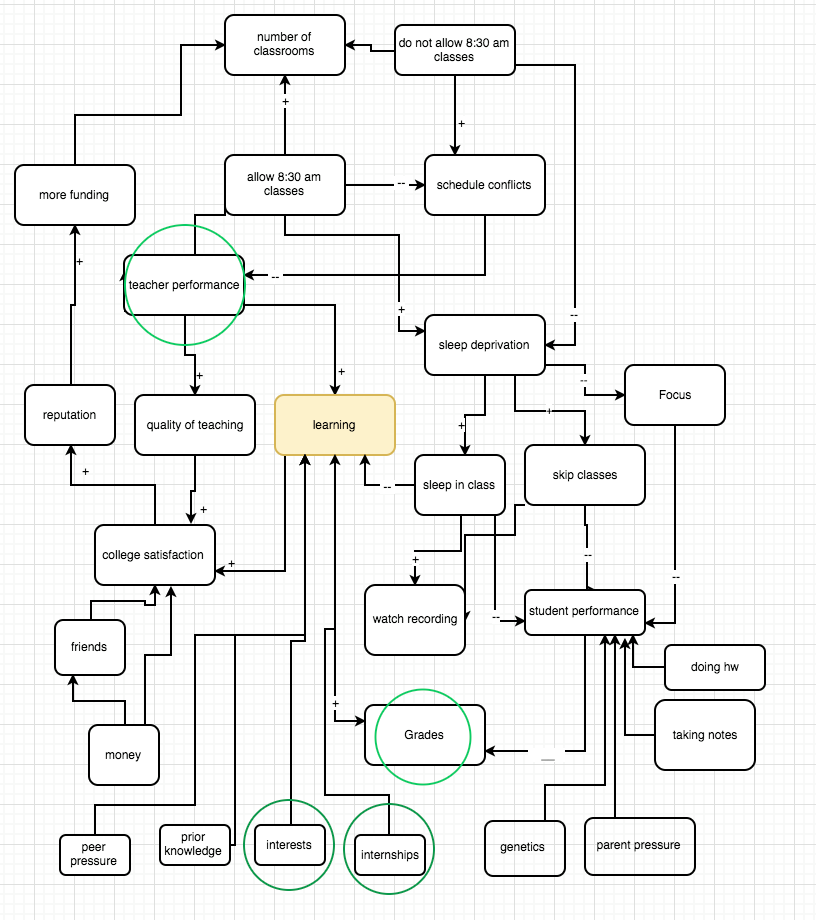 number of
classrooms
do not allow 8:30 am
classes
+
+
more funding
allow 8:30 am
classes
--
schedule conflicts
+
teacher performance
--
+
--
sleep deprivation
+
+
--
Focus
reputation
quality of teaching
learning
+
+
skip classes
+
--
sleep in class
+
college satisfaction
+
+
--
--
watch recording
--
student performance
friends
doing hw
+
Grades
taking notes
__
money
peer
pressure
prior
knowledge
interests
internships
genetics
parent pressure